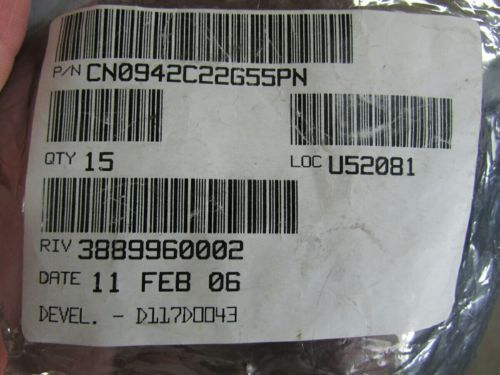 P/N CN0942C22G55PN
QTY 15 LOC U52081
RIV 3889960002
DATE 11 FEB 06
DEVEL. - D117D0043